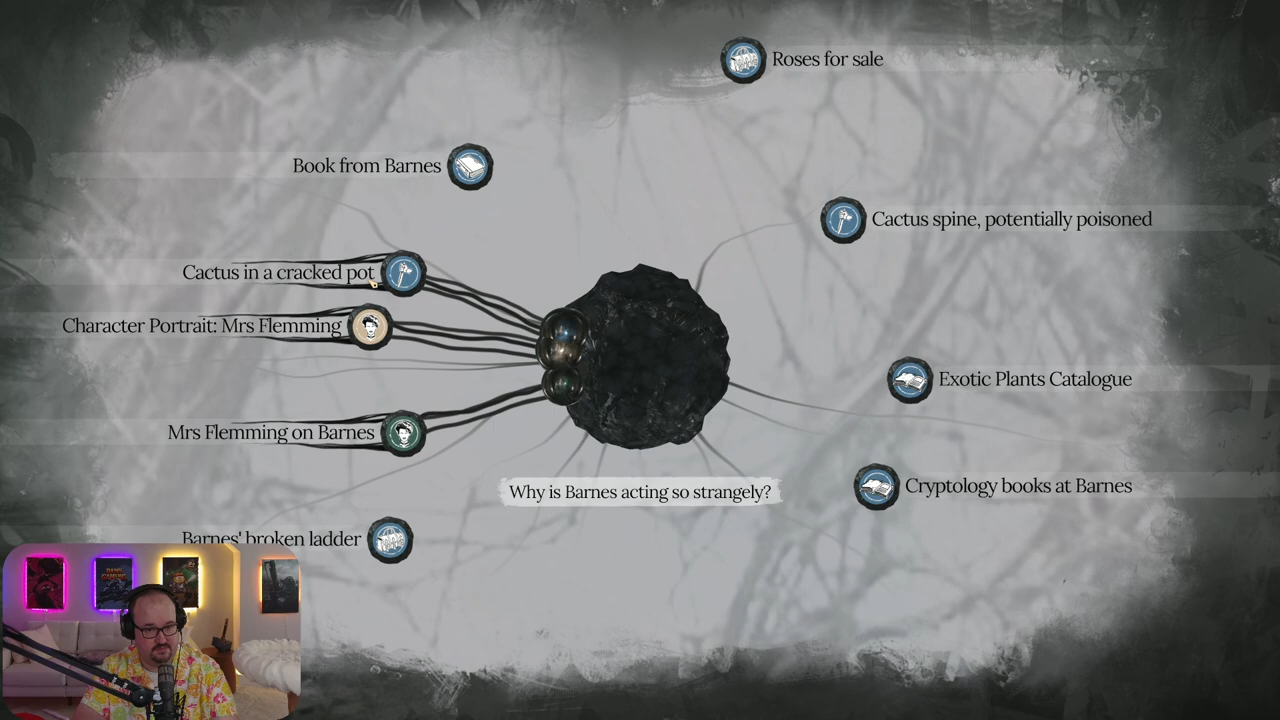 Roses for sale
Book from Barnes
Cactus spine, potentially poisoned
Cactus in a cracked pot
Character Portrait: Mrs Flemming
Exotic Plants Catalogue
Mrs Flemming on Barnes
Cryptology books at Barnes
Why is Barnes acting so strangely?
Barnes' broken ladder